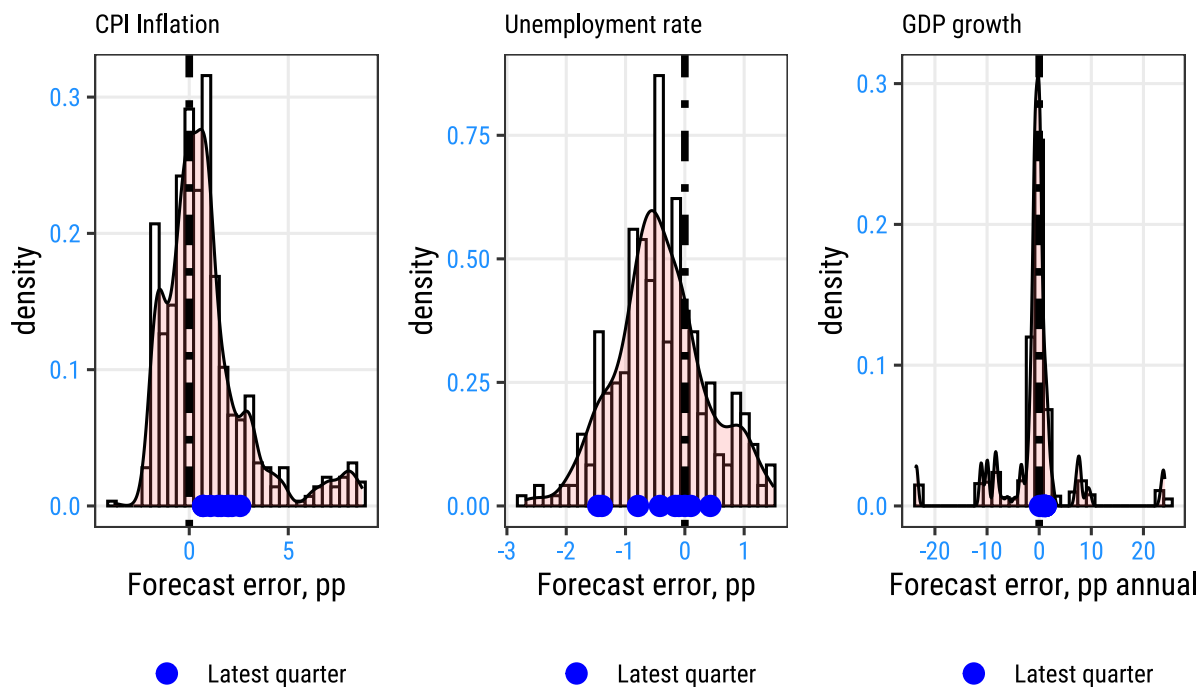 CPI Inflation
0.3
0.2
0.1
0.0
density
0 5
Forecast error, pp
Latest quarter
Unemployment rate
0.75
0.50
0.25
0.00
density
-3 -2 -1 0 1
Forecast error, pp
Latest quarter
GDP growth
0.3
0.2
0.1
0.0
density
-20 -10 0 10 20
Forecast error, pp annual
Latest quarter